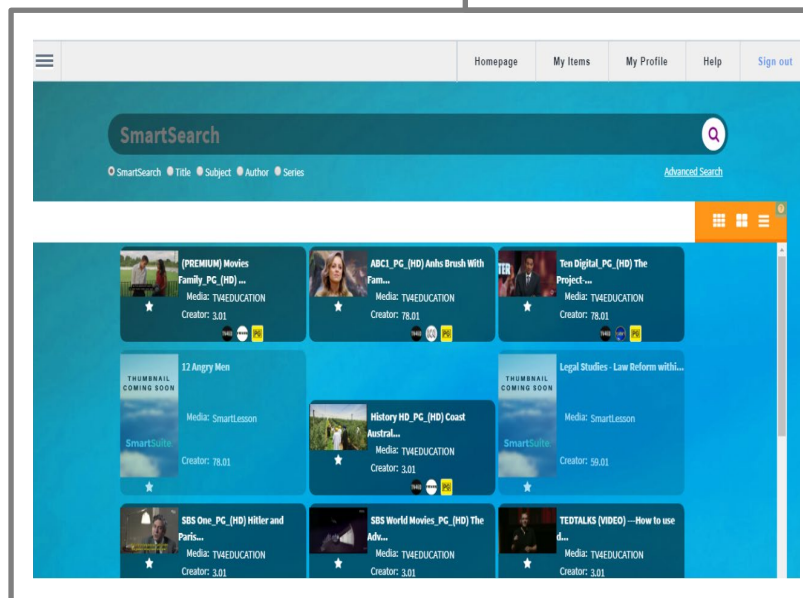 Homepage My Items My Profile Help Sign out
SmartSearch
SmartSearch Title Subject Author Series
Advanced Search
(PREMIUM) Movies
Family_PG_(HD) ...
Media: TV4EDUCATION
Creator: 3.01
PG
ABC1_PG_(HD) Anhs Brush With
Fam...
Media: TV4EDUCATION
Creator: 78.01
PG
Ten Digital_PG_(HD) The
Project-...
Media: TV4EDUCATION
Creator: 78.01
PG
12 Angry Men
THUMBNAIL
COMING SOON
Media: SmartLesson
SmartSuite
Creator: 78.01
History HD_PG_(HD) Coast
Austral...
Media: TV4EDUCATION
Creator: 3.01
PG
Legal Studies - Law Reform withi...
THUMBNAIL
COMING SOON
Media: SmartLesson
SmartSuite
Creator: 59.01
SBS One_PG_(HD) Hitler and
Paris...
Media: TV4EDUCATION
Creator: 3.01
SBS World Movies_PG_(HD) The
Adv...
Media: TV4EDUCATION
Creator: 3.01
TEDTALKS (VIDEO) ---How to use
d...
Media: TV4EDUCATION
Creator: 3.01